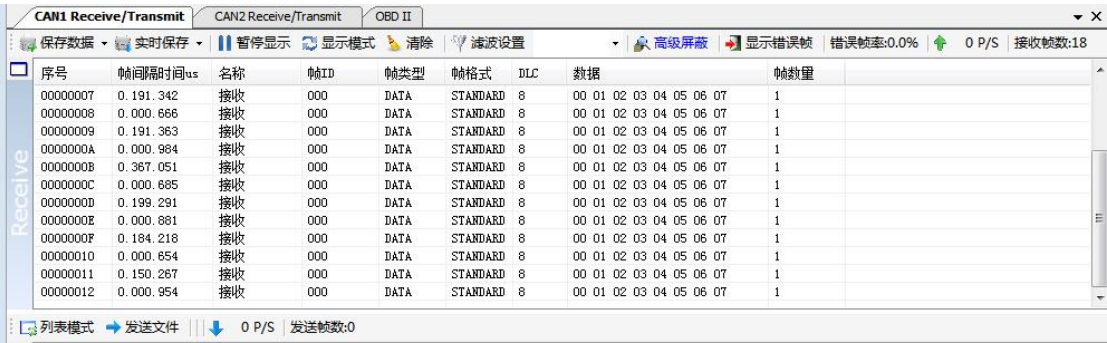 CAN1 Receive/Transmit CAN2 Receive/Transmit OBD II
保存数据 实时保存 暂停显示 显示模式 清除 滤波设置 高级屏蔽 显示错误帧 错误帧率:0.0% 0 P/S 接收帧数:18
序号 帧间隔时间us 名称 帧ID 帧类型 帧格式 DLC 数据 帧数量
00000007 0.191.342 接收 000 DATA STANDARD 8 00 01 02 03 04 05 06 07 1
00000008 0.000.666 接收 000 DATA STANDARD 8 00 01 02 03 04 05 06 07 1
00000009 0.191.363 接收 000 DATA STANDARD 8 00 01 02 03 04 05 06 07 1
0000000A 0.000.984 接收 000 DATA STANDARD 8 00 01 02 03 04 05 06 07 1
0000000B 0.367.051 接收 000 DATA STANDARD 8 00 01 02 03 04 05 06 07 1
0000000C 0.000.685 接收 000 DATA STANDARD 8 00 01 02 03 04 05 06 07 1
0000000D 0.199.291 接收 000 DATA STANDARD 8 00 01 02 03 04 05 06 07 1
0000000E 0.000.881 接收 000 DATA STANDARD 8 00 01 02 03 04 05 06 07 1
0000000F 0.184.218 接收 000 DATA STANDARD 8 00 01 02 03 04 05 06 07 1
00000010 0.000.654 接收 000 DATA STANDARD 8 00 01 02 03 04 05 06 07 1
00000011 0.150.267 接收 000 DATA STANDARD 8 00 01 02 03 04 05 06 07 1
00000012 0.000.954 接收 000 DATA STANDARD 8 00 01 02 03 04 05 06 07 1
Receive
列表模式 发送文件 0 P/S 发送帧数:0